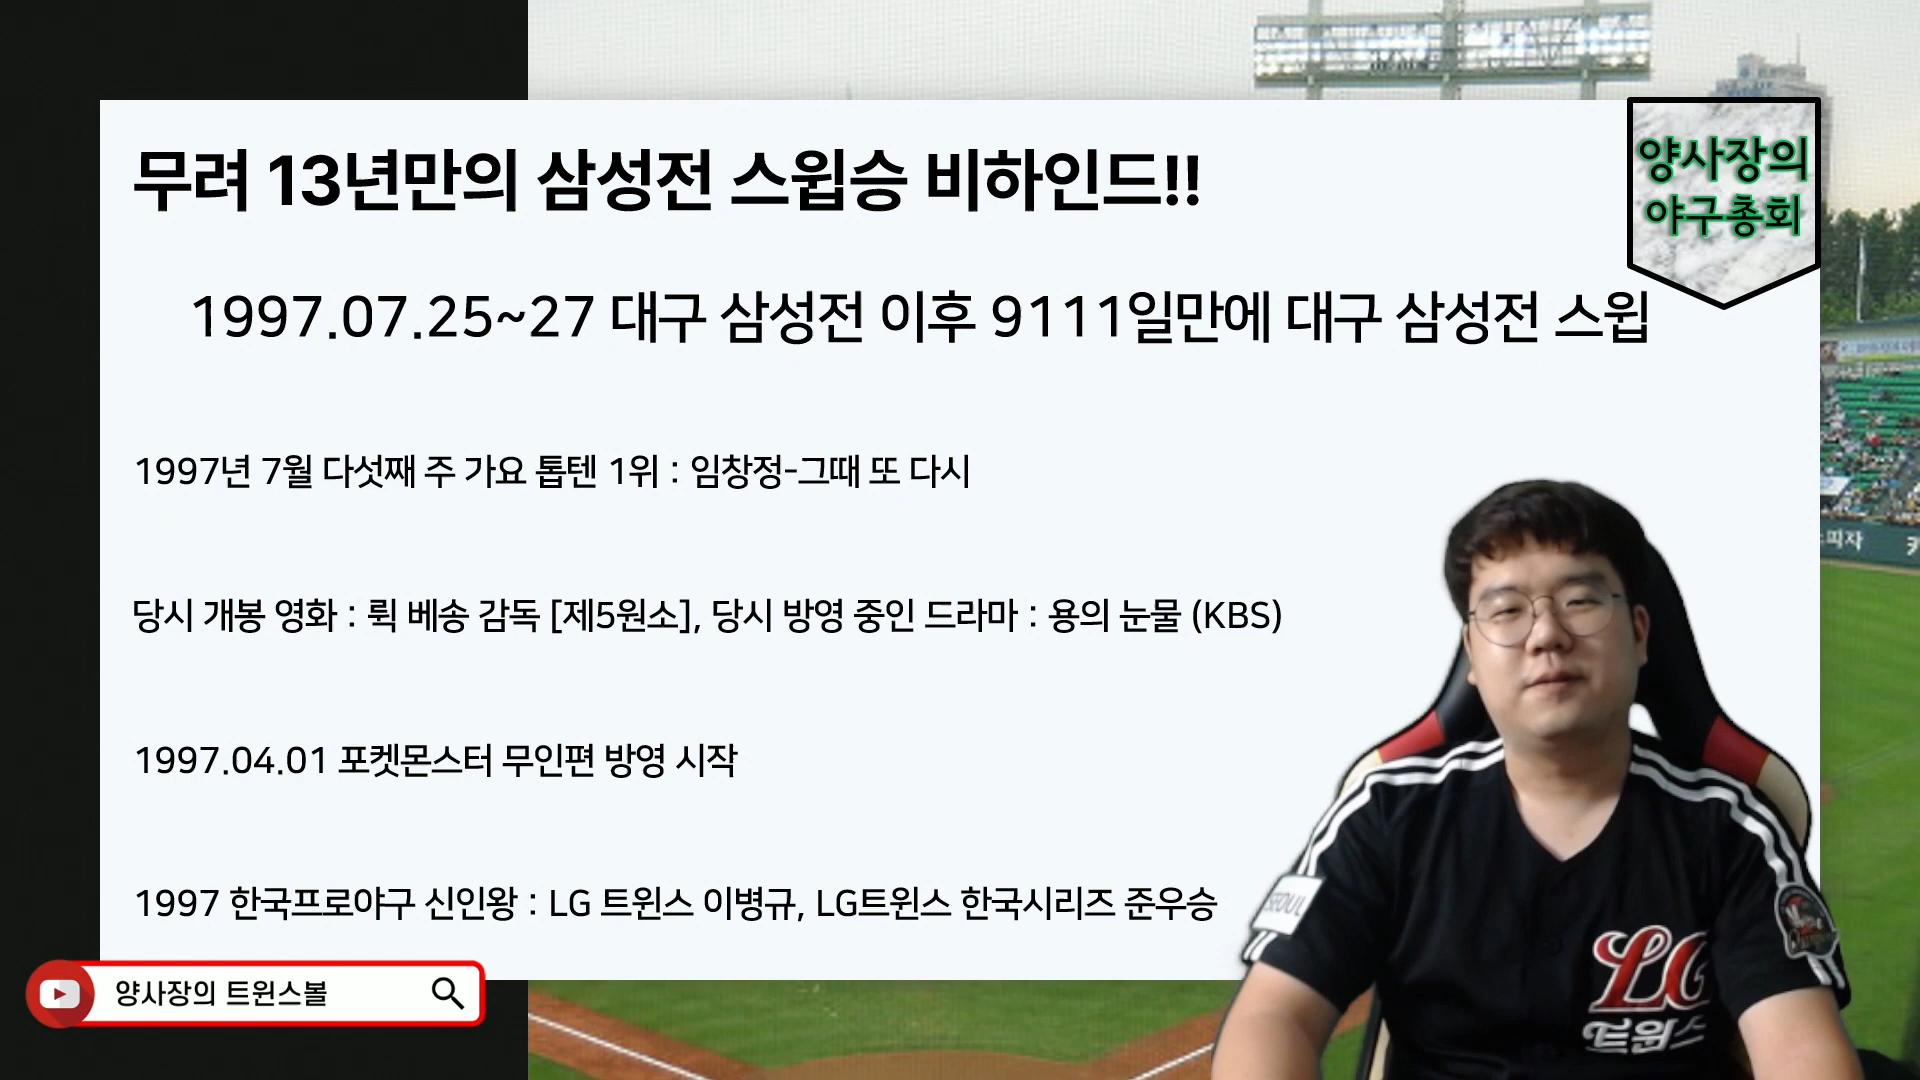 무려 13년만의 삼성전 스윕승 비하인드!!
양사장의
야구총회
1997.07.25~27 대구 삼성전 이후 9111일만에 대구 삼성전 스윕
1997년 7월 다섯째 주 가요 톱텐 1위 : 임창정-그때 또 다시
당시 개봉 영화 : 뤽 베송 감독 [제5원소], 당시 방영 중인 드라마 : 용의 눈물 (KBS)
1997.04.01 포켓몬스터 무인편 방영 시작
1997 한국프로야구 신인왕 : LG 트윈스 이병규, LG트윈스 한국시리즈 준우승
양사장의 트윈스볼
SEOUL
LG
트윈스